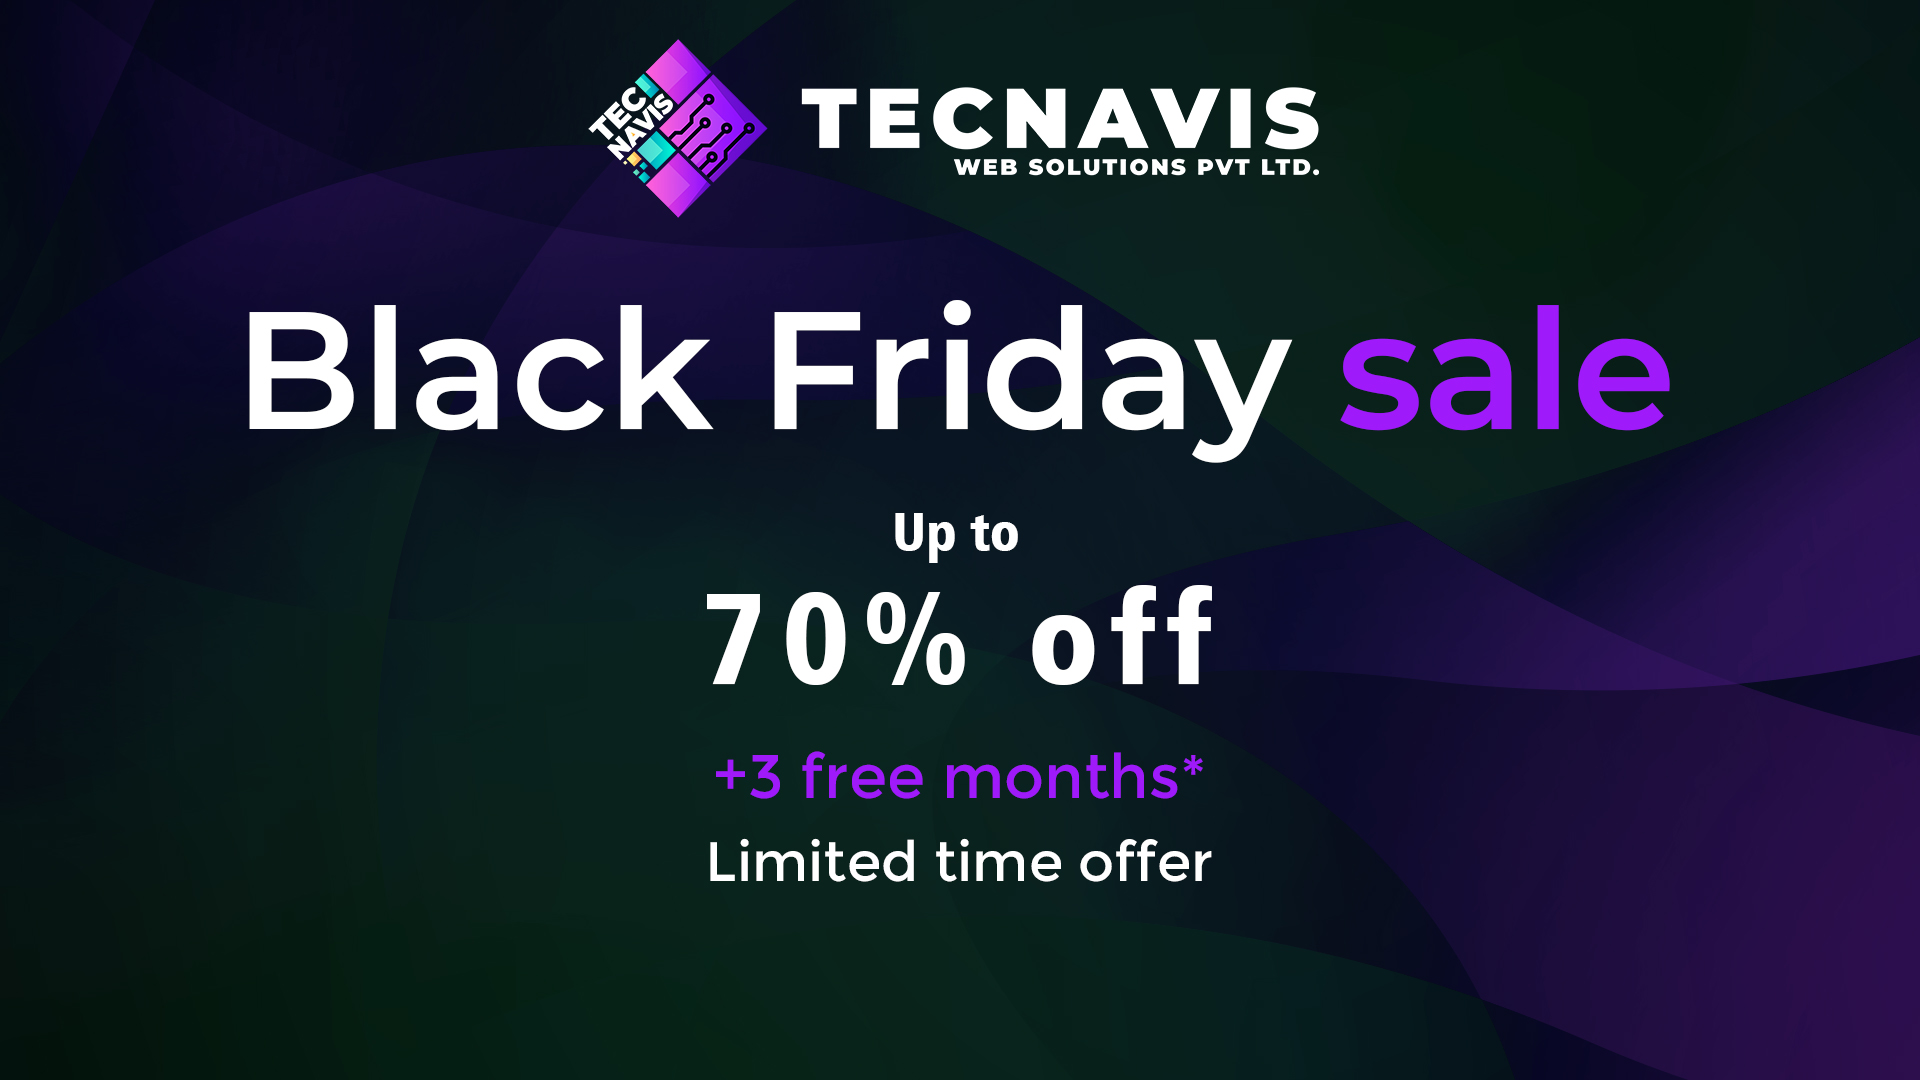 TEC
NAVIS
TECNAVIS
WEB SOLUTIONS PVT LTD.
Black Friday sale
Up to
70% off
+3 free months*
Limited time offer